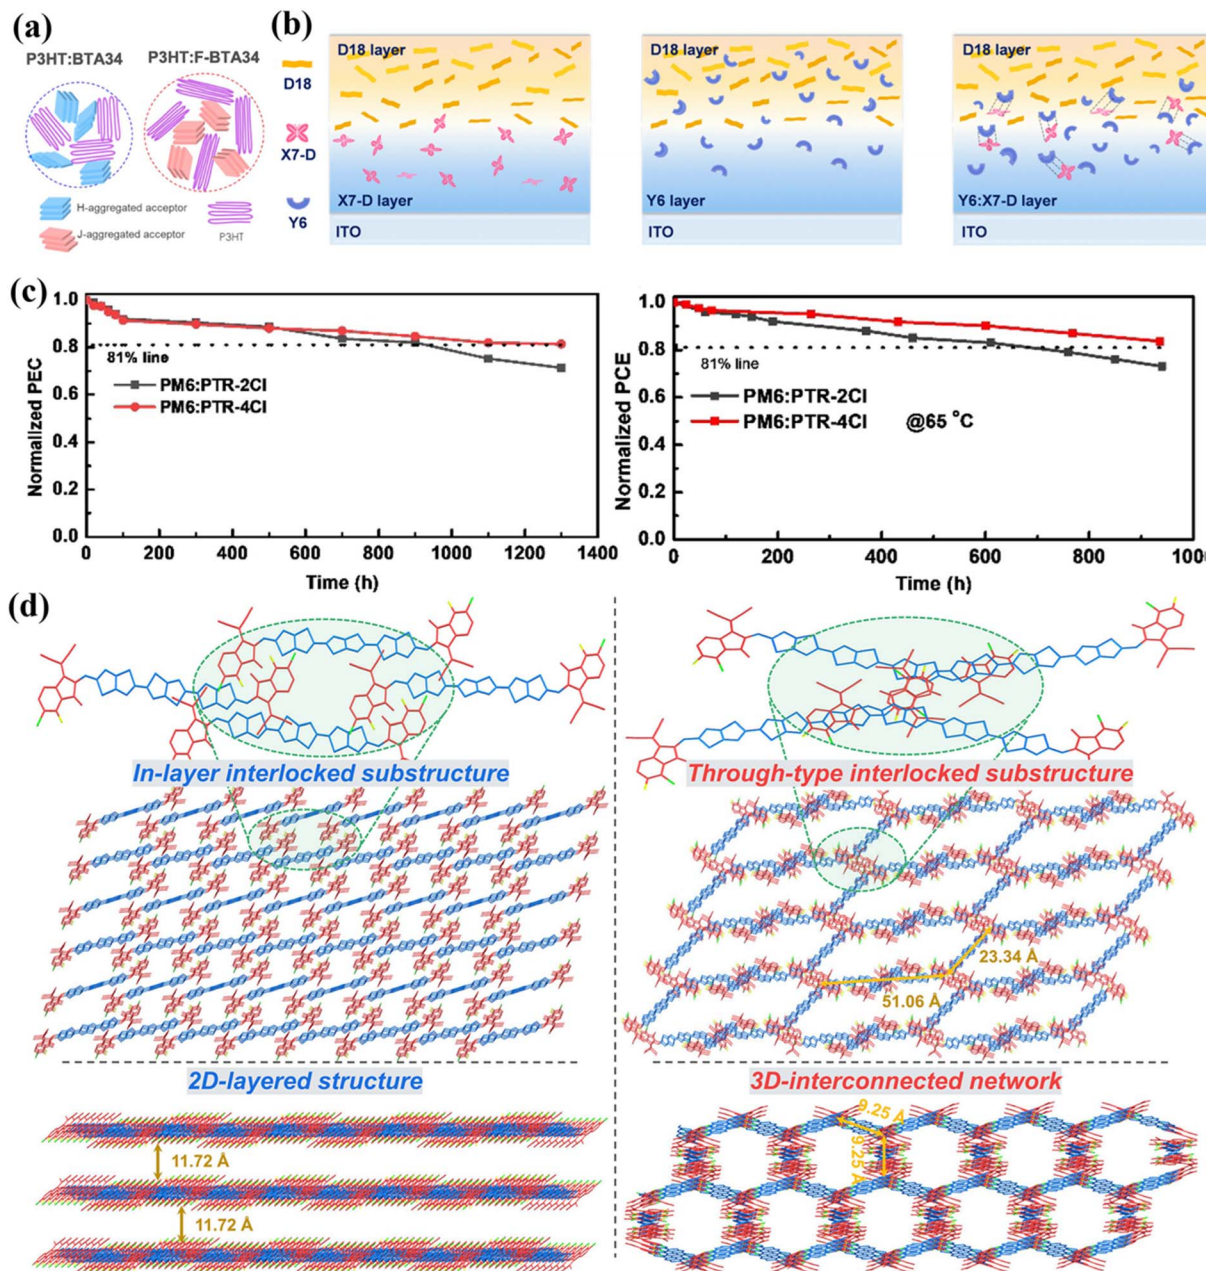 (a)
P3HT:BTA34
P3HT:F-BTA34
H-aggregated acceptor
J-aggregated acceptor
P3HT
(b)
D18
X7-D
Y6
D18 layer
X7-D layer
ITO
D18 layer
Y6 layer
ITO
D18 layer
Y6:X7-D layer
ITO
(c)
Normalized PEC
1.0
0.8
0.6
0.4
0.2
0.0
81% line
PM6:PTR-2Cl
PM6:PTR-4Cl
0
200
400
600
800
1000
1200
1400
Time (h)
Normalized PCE
1.0
0.8
0.6
0.4
0.2
0.0
81% line
PM6:PTR-2Cl
PM6:PTR-4Cl
@65 °C
0
200
400
600
800
1000
Time (h)
(d)
In-layer interlocked substructure
Through-type interlocked substructure
23.34 Å
51.06 Å
2D-layered structure
11.72 Å
11.72 Å
3D-interconnected network
9.25 Å
9.25 Å